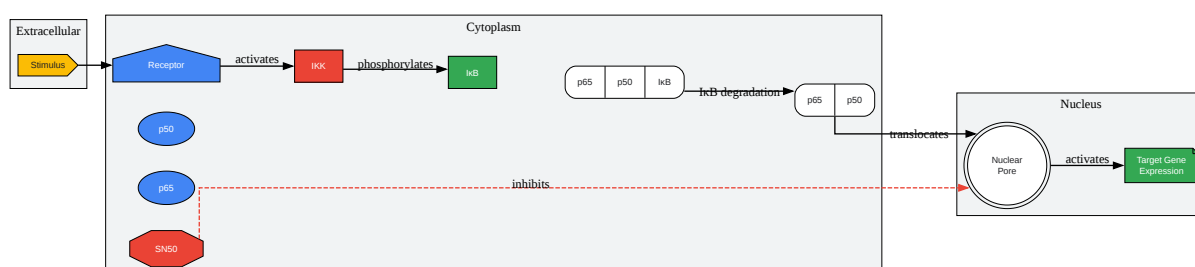 Extracellular
Stimulus
Cytoplasm
Receptor
activates
IKK
phosphorylates
IκB
p65
p50
IκB
IκB degradation
p65
p50
translocates
p50
p65
inhibits
SN50
Nucleus
Nuclear
Pore
activates
Target Gene
Expression